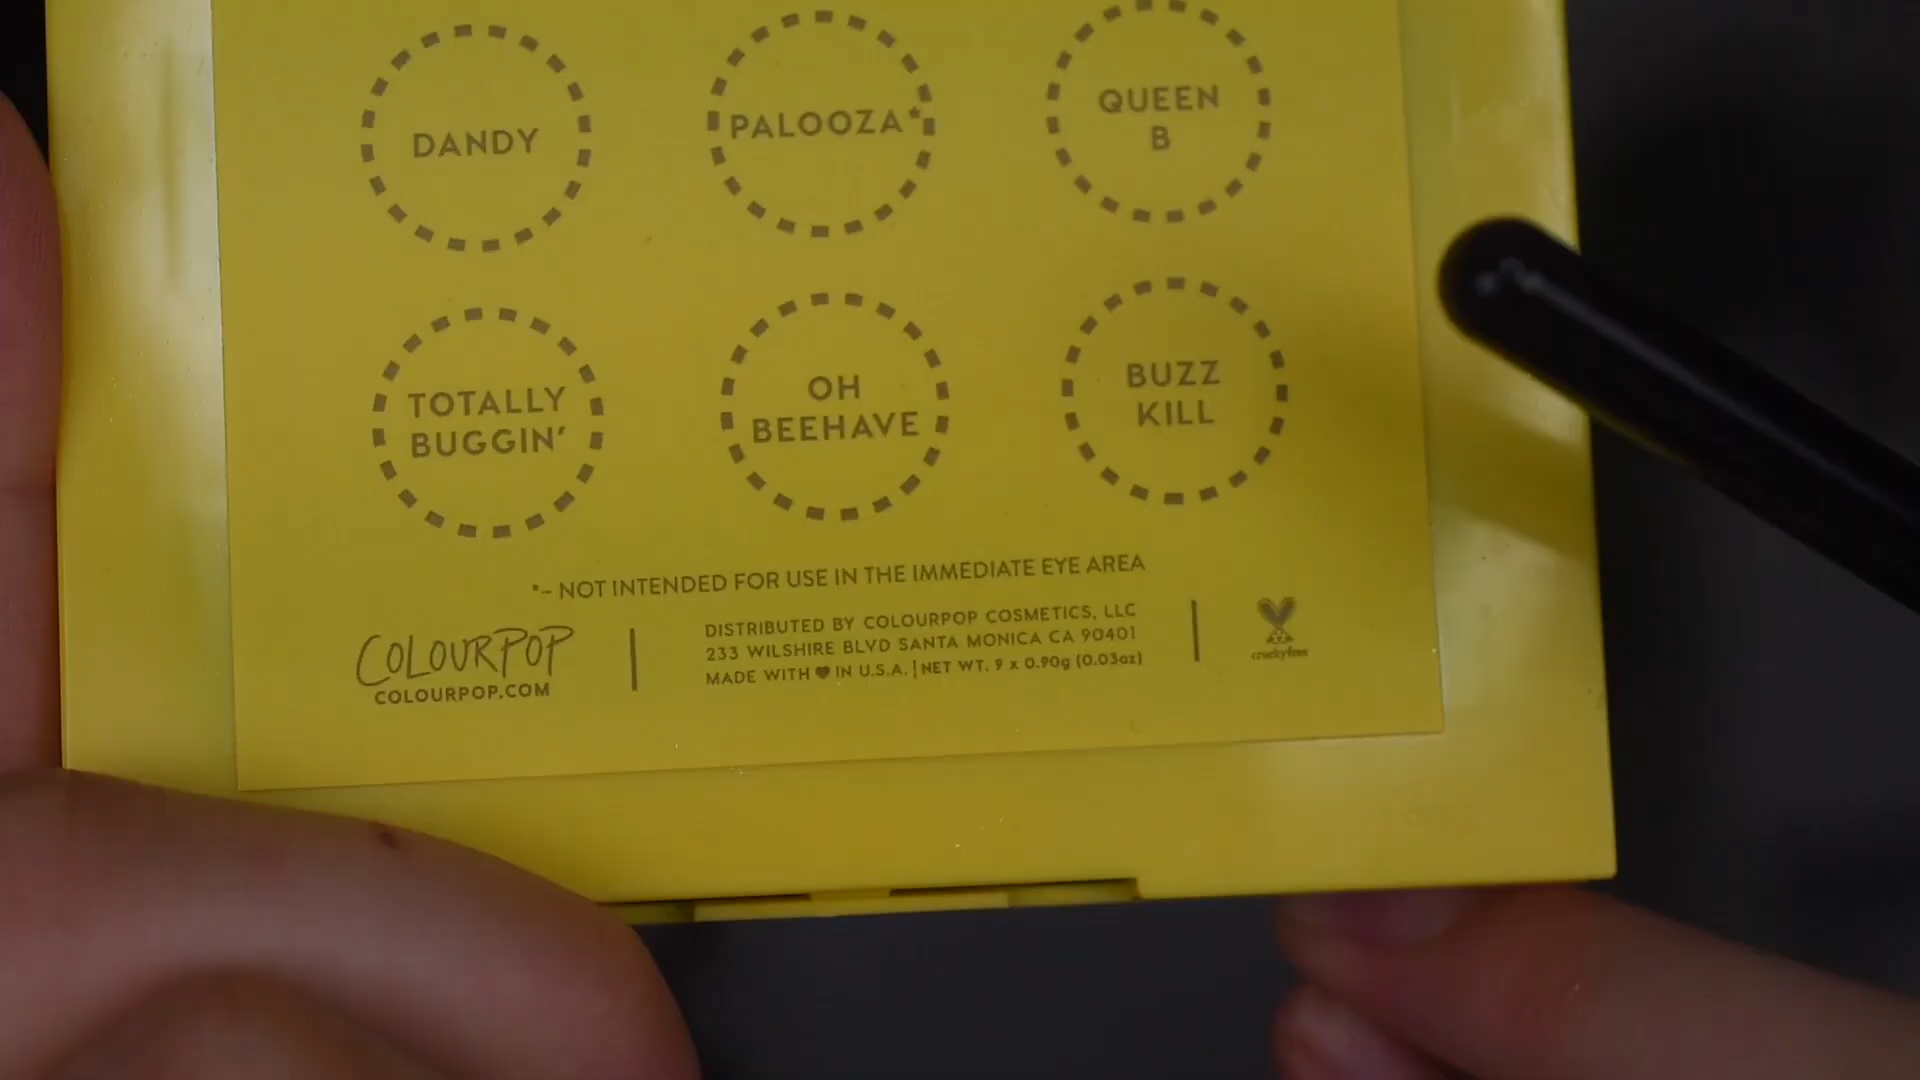 DANDY
PALOOZA*
QUEEN
B
TOTALLY
BUGGIN'
OH
BEEHAVE
BUZZ
KILL
*- NOT INTENDED FOR USE IN THE IMMEDIATE EYE AREA
COLOURPOP
COLOURPOP.COM
DISTRIBUTED BY COLOURPOP COSMETICS, LLC
233 WILSHIRE BLVD SANTA MONICA CA 90401
MADE WITH ♥ IN U.S.A. | NET WT. 9 x 0.90g (0.03oz)
crueltyfree